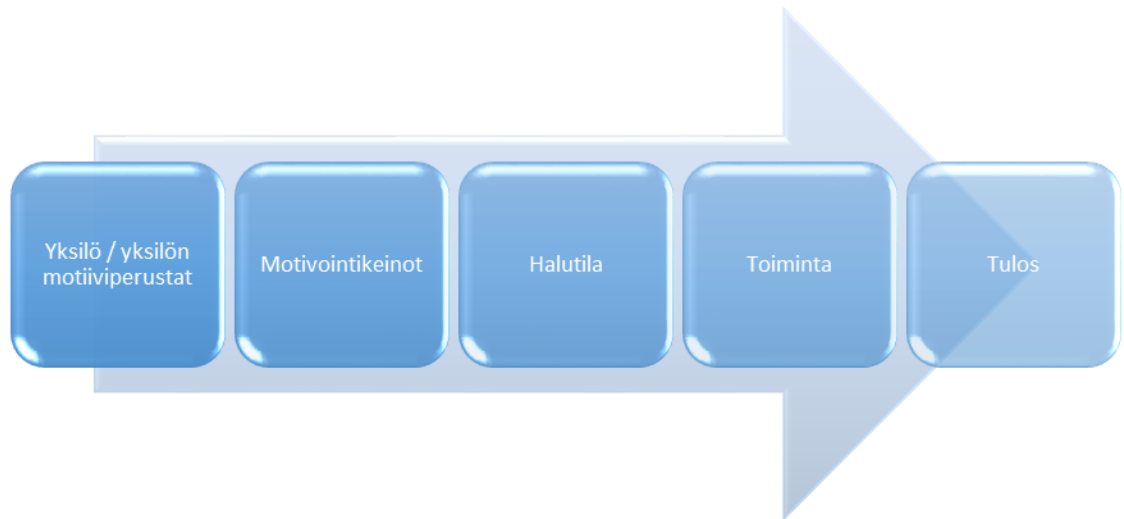 Yksilö / yksilön
motiiviperustat
Motivointikeinot
Halutila
Toiminta
Tulos